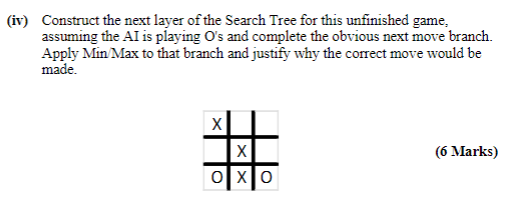 (iv) Construct the next layer of the Search Tree for this unfinished game,
assuming the AI is playing O's and complete the obvious next move branch.
Apply Min/Max to that branch and justify why the correct move would be
made.
X
X
(6 Marks)
O X O